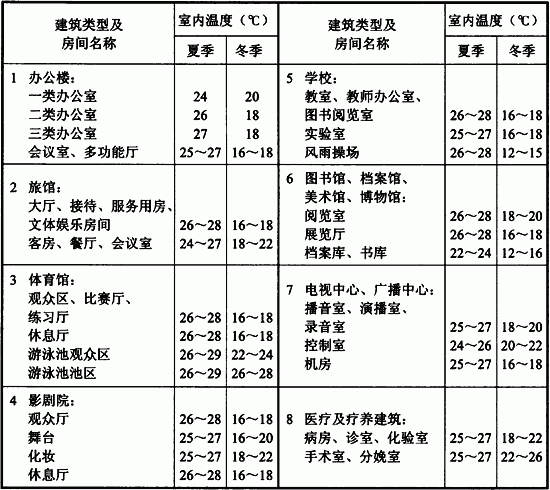 建筑类型及
房间名称
室内温度（℃）
夏季 冬季
1 办公楼：
一类办公室 24 20
二类办公室 26 18
三类办公室 27 18
会议室、多功能厅 25～27 16～18
2 旅馆：
大厅、接待、服务用房、
文体娱乐房间 26～28 16～18
客房、餐厅、会议室 24～27 18～22
3 体育馆：
观众区、比赛厅、
练习厅 26～28 16～18
休息厅 26～28 16～18
游泳池观众区 26～29 22～24
游泳池池区 26～29 26～28
4 影剧院：
观众厅 26～28 16～18
舞台 25～27 16～20
化妆 25～27 18～22
休息厅 26～28 16～18
建筑类型及
房间名称
室内温度（℃）
夏季 冬季
5 学校：
教室、教师办公室、
图书阅览室 26～28 16～18
实验室 25～27 16～18
风雨操场 26～28 12～15
6 图书馆、档案馆、
美术馆、博物馆：
阅览室 26～28 18～20
展览厅 26～28 16～18
档案库、书库 22～24 12～16
7 电视中心、广播中心：
播音室、演播室、
录音室 25～27 18～20
控制室 24～26 20～22
机房 25～27 16～18
8 医疗及疗养建筑：
病房、诊室、化验室 25～27 18～22
手术室、分娩室 25～27 22～26